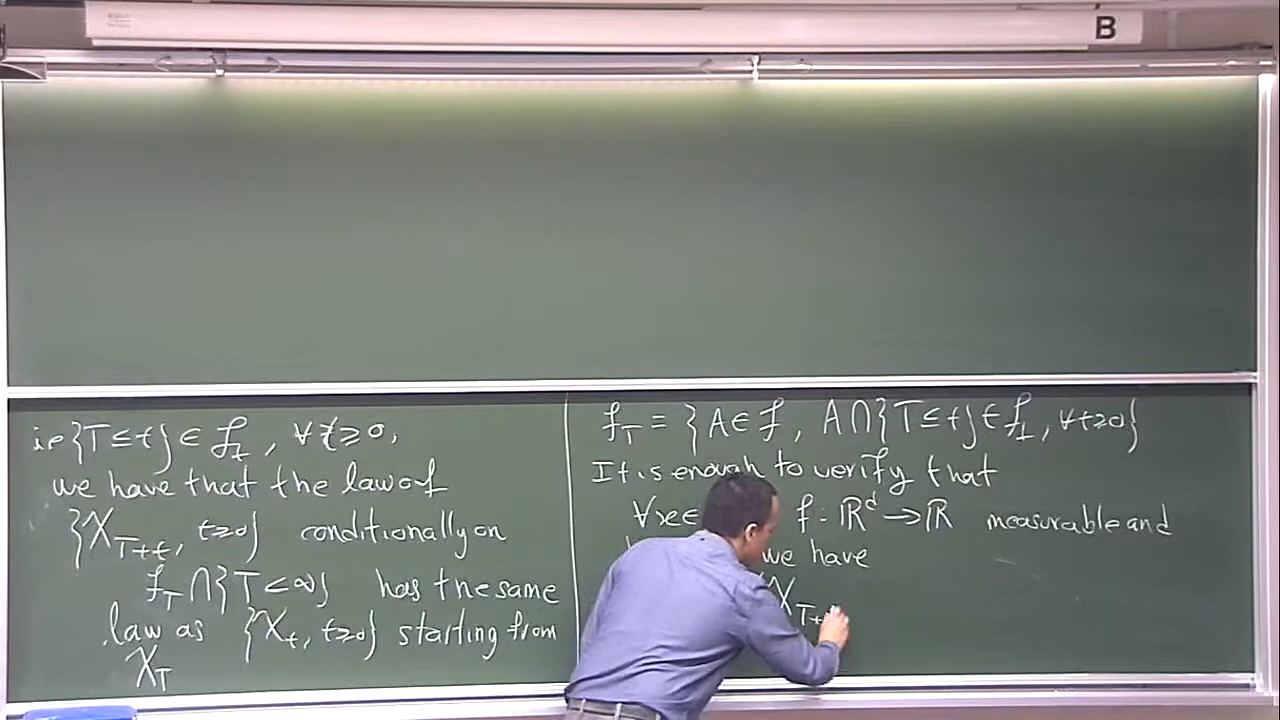 B
if {T ≤ t} ∈ f_t, ∀t≥0,
we have that the law of
{X_{T+t}, t≥0} conditionally on
f_T ∩ {T < ∞} has the same
law as {X_t, t≥0} starting from
X_T
f_T = {A ∈ f, A ∩ {T ≤ t} ∈ f_t, ∀t≥0}
It is enough to verify that
∀x∈ f: ℝ^d → ℝ measurable and
we have
X_{T+